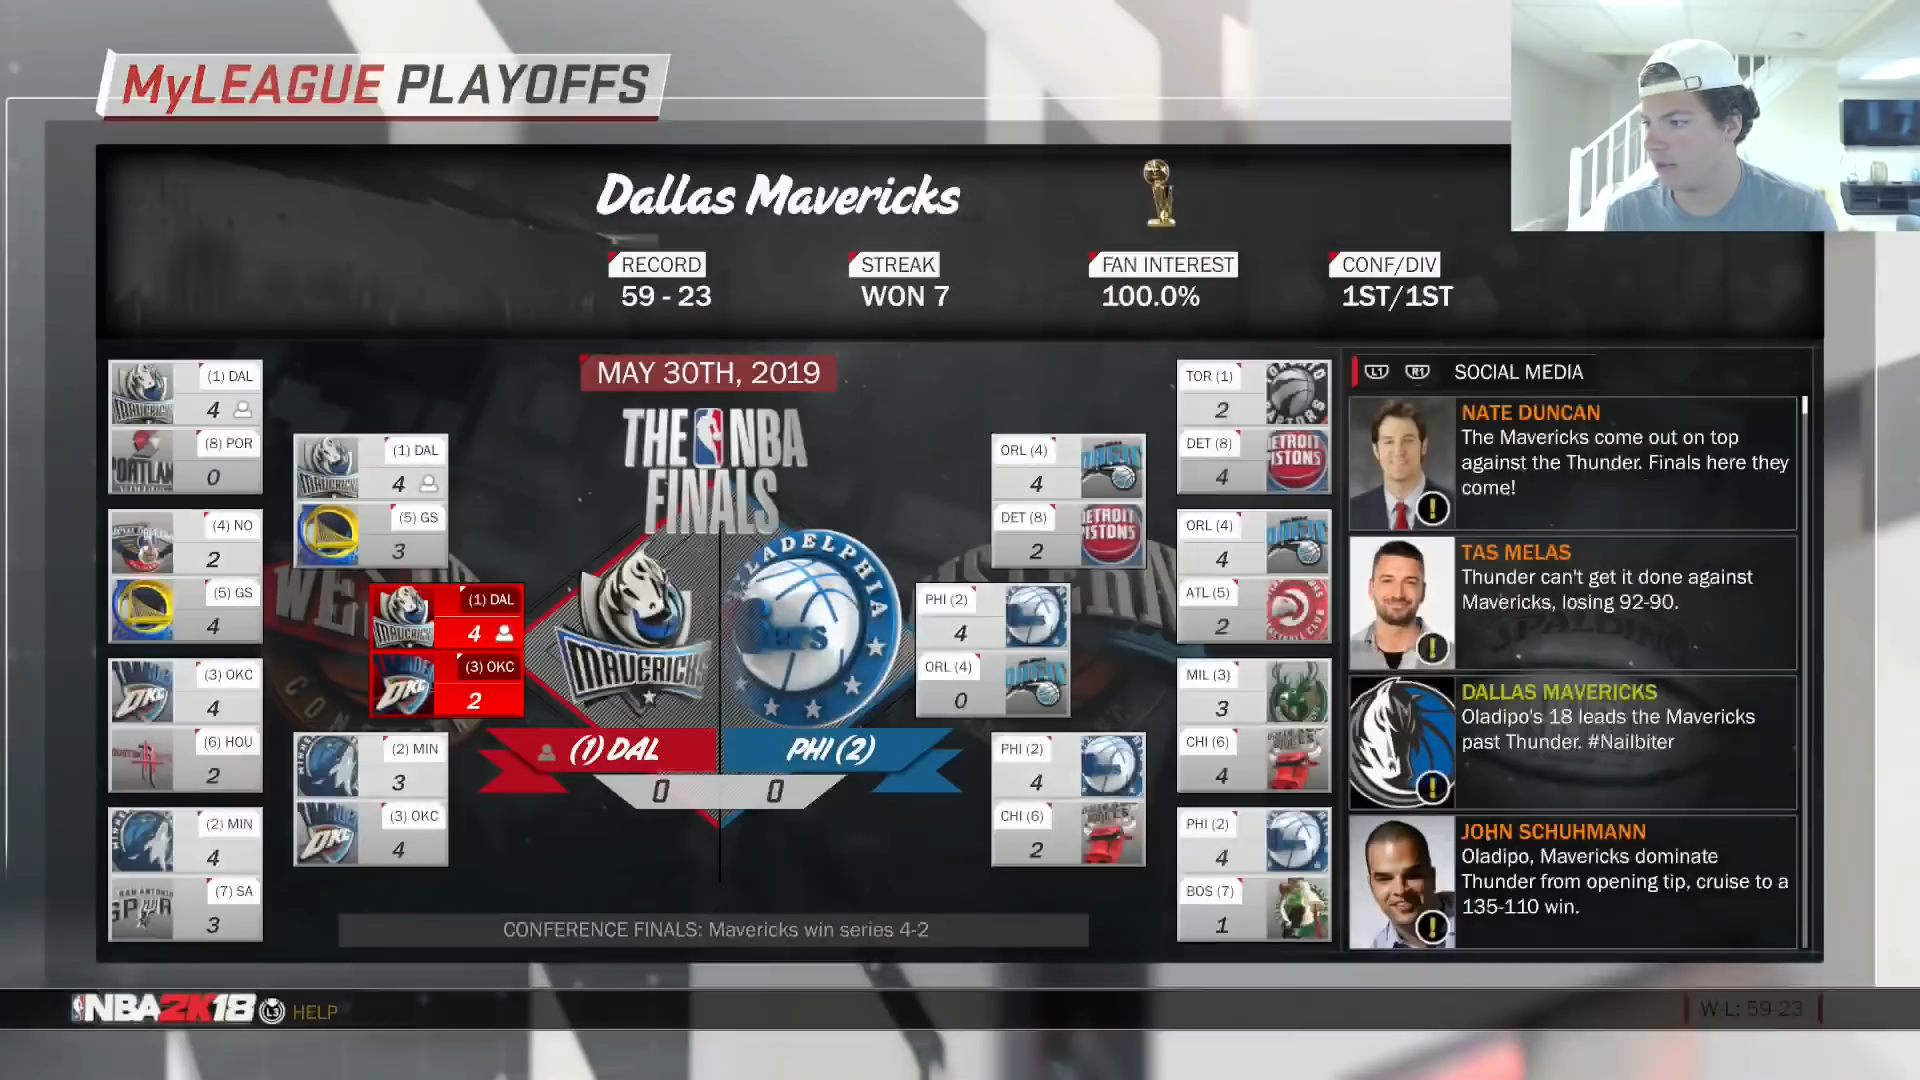 MyLEAGUE PLAYOFFS
Dallas Mavericks
RECORD
59 - 23
STREAK
WON 7
FAN INTEREST
100.0%
CONF/DIV
1ST/1ST
MAY 30TH, 2019
THE NBA
FINALS
(1) DAL
4
(8) POR
0
(4) NO
2
(5) GS
4
(3) OKC
4
(6) HOU
2
(2) MIN
4
(7) SA
3
(1) DAL
4
(5) GS
3
(2) MIN
3
(3) OKC
4
(1) DAL
4
(3) OKC
2
MAVERICKS
(1) DAL
PHI (2)
0
0
PHI (2)
4
ORL (4)
0
ORL (4)
4
DET (8)
2
PHI (2)
4
CHI (6)
2
TOR (1)
2
DET (8)
4
ORL (4)
4
ATL (5)
2
MIL (3)
3
CHI (6)
4
PHI (2)
4
BOS (7)
1
CONFERENCE FINALS: Mavericks win series 4-2
L1 R1 SOCIAL MEDIA
NATE DUNCAN
The Mavericks come out on top
against the Thunder. Finals here they
come!
TAS MELAS
Thunder can't get it done against
Mavericks, losing 92-90.
DALLAS MAVERICKS
Oladipo's 18 leads the Mavericks
past Thunder. #Nailbiter
JOHN SCHUHMANN
Oladipo, Mavericks dominate
Thunder from opening tip, cruise to a
135-110 win.
NBA2K18 L3 HELP
W-L: 59-23